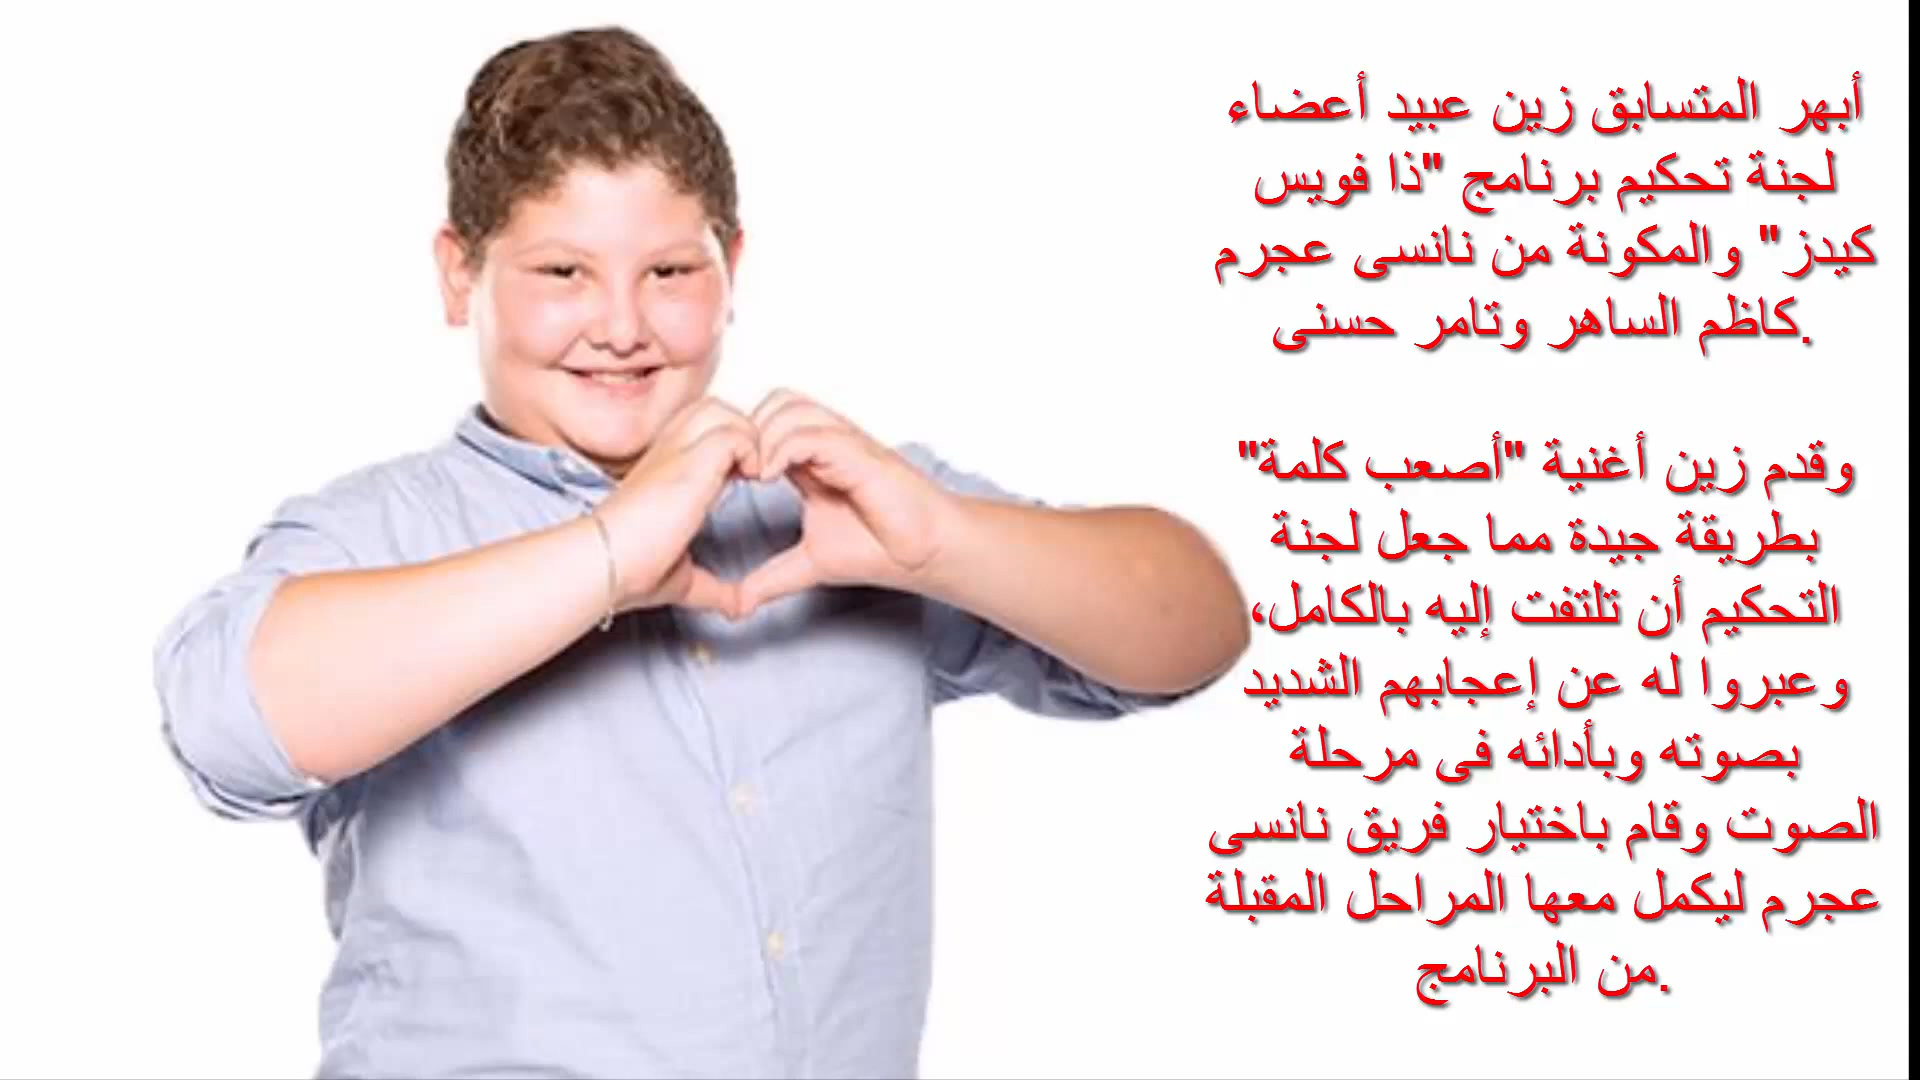 أبهر المتسابق زين عبيد أعضاء
لجنة تحكيم برنامج "ذا فويس
كيدز" والمكونة من نانسى عجرم
كاظم الساهر وتامر حسنى.
وقدم زين أغنية "أصعب كلمة"
بطريقة جيدة مما جعل لجنة
التحكيم أن تلتفت إليه بالكامل،
وعبروا له عن إعجابهم الشديد
بصوته وبأدائه فى مرحلة
الصوت وقام باختيار فريق نانسى
عجرم ليكمل معها المراحل المقبلة
من البرنامج.